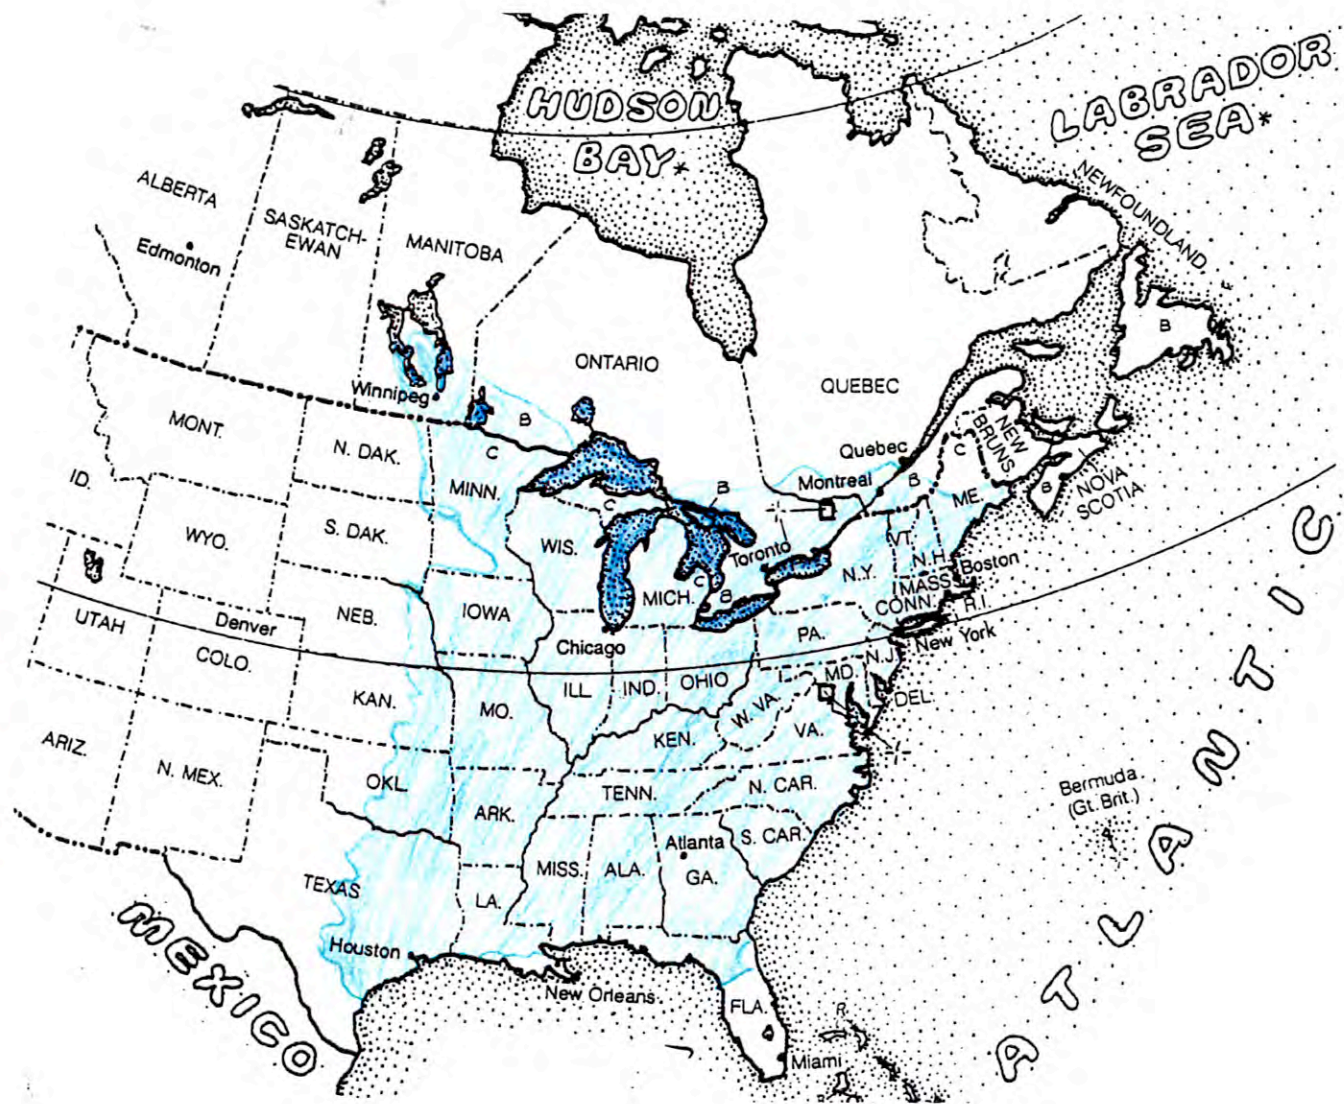 HUDSON
BAY*
LABRADOR
SEA*
NEWFOUNDLAND.
ALBERTA
Edmonton
SASKATCH-
EWAN
MANITOBA
ONTARIO
QUEBEC
B
Winnipeg
B
C
Quebec
Montreal
B
C
NEW
BRUNS.
B
NOVA
SCOTIA
MONT.
N. DAK.
MINN.
ID.
WYO.
S. DAK.
WIS.
C
B
Toronto
C
B
MICH.
N.Y.
VT.
N.H.
ME.
MASS.
Boston
CONN.
R.I.
New York
UTAH
Denver
NEB.
IOWA
Chicago
PA.
N.J.
COLO.
KAN.
MO.
ILL.
IND.
OHIO
W. VA.
MD.
DEL.
VA.
KEN.
ARIZ.
N. MEX.
OKL.
ARK.
TENN.
N. CAR.
S. CAR.
Bermuda
(Gt. Brit.)
A
TEXAS
LA.
MISS.
ALA.
Atlanta
GA.
Houston
New Orleans
FLA.
Miami
R
MEXICO
ATLANTIC